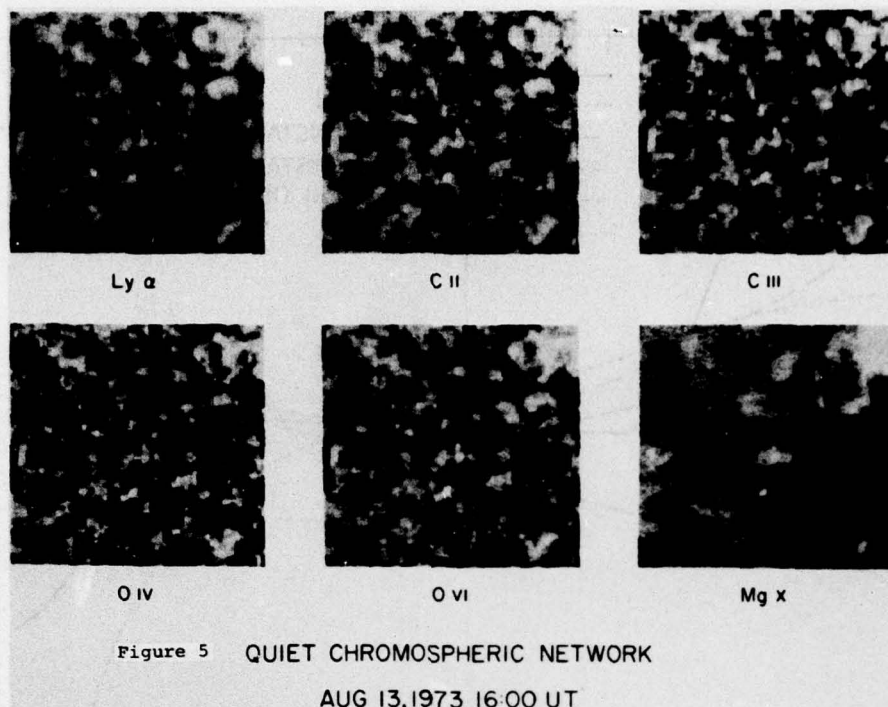 Ly α
C II
C III
O IV
O VI
Mg X
Figure 5 QUIET CHROMOSPHERIC NETWORK
AUG 13, 1973 16:00 UT